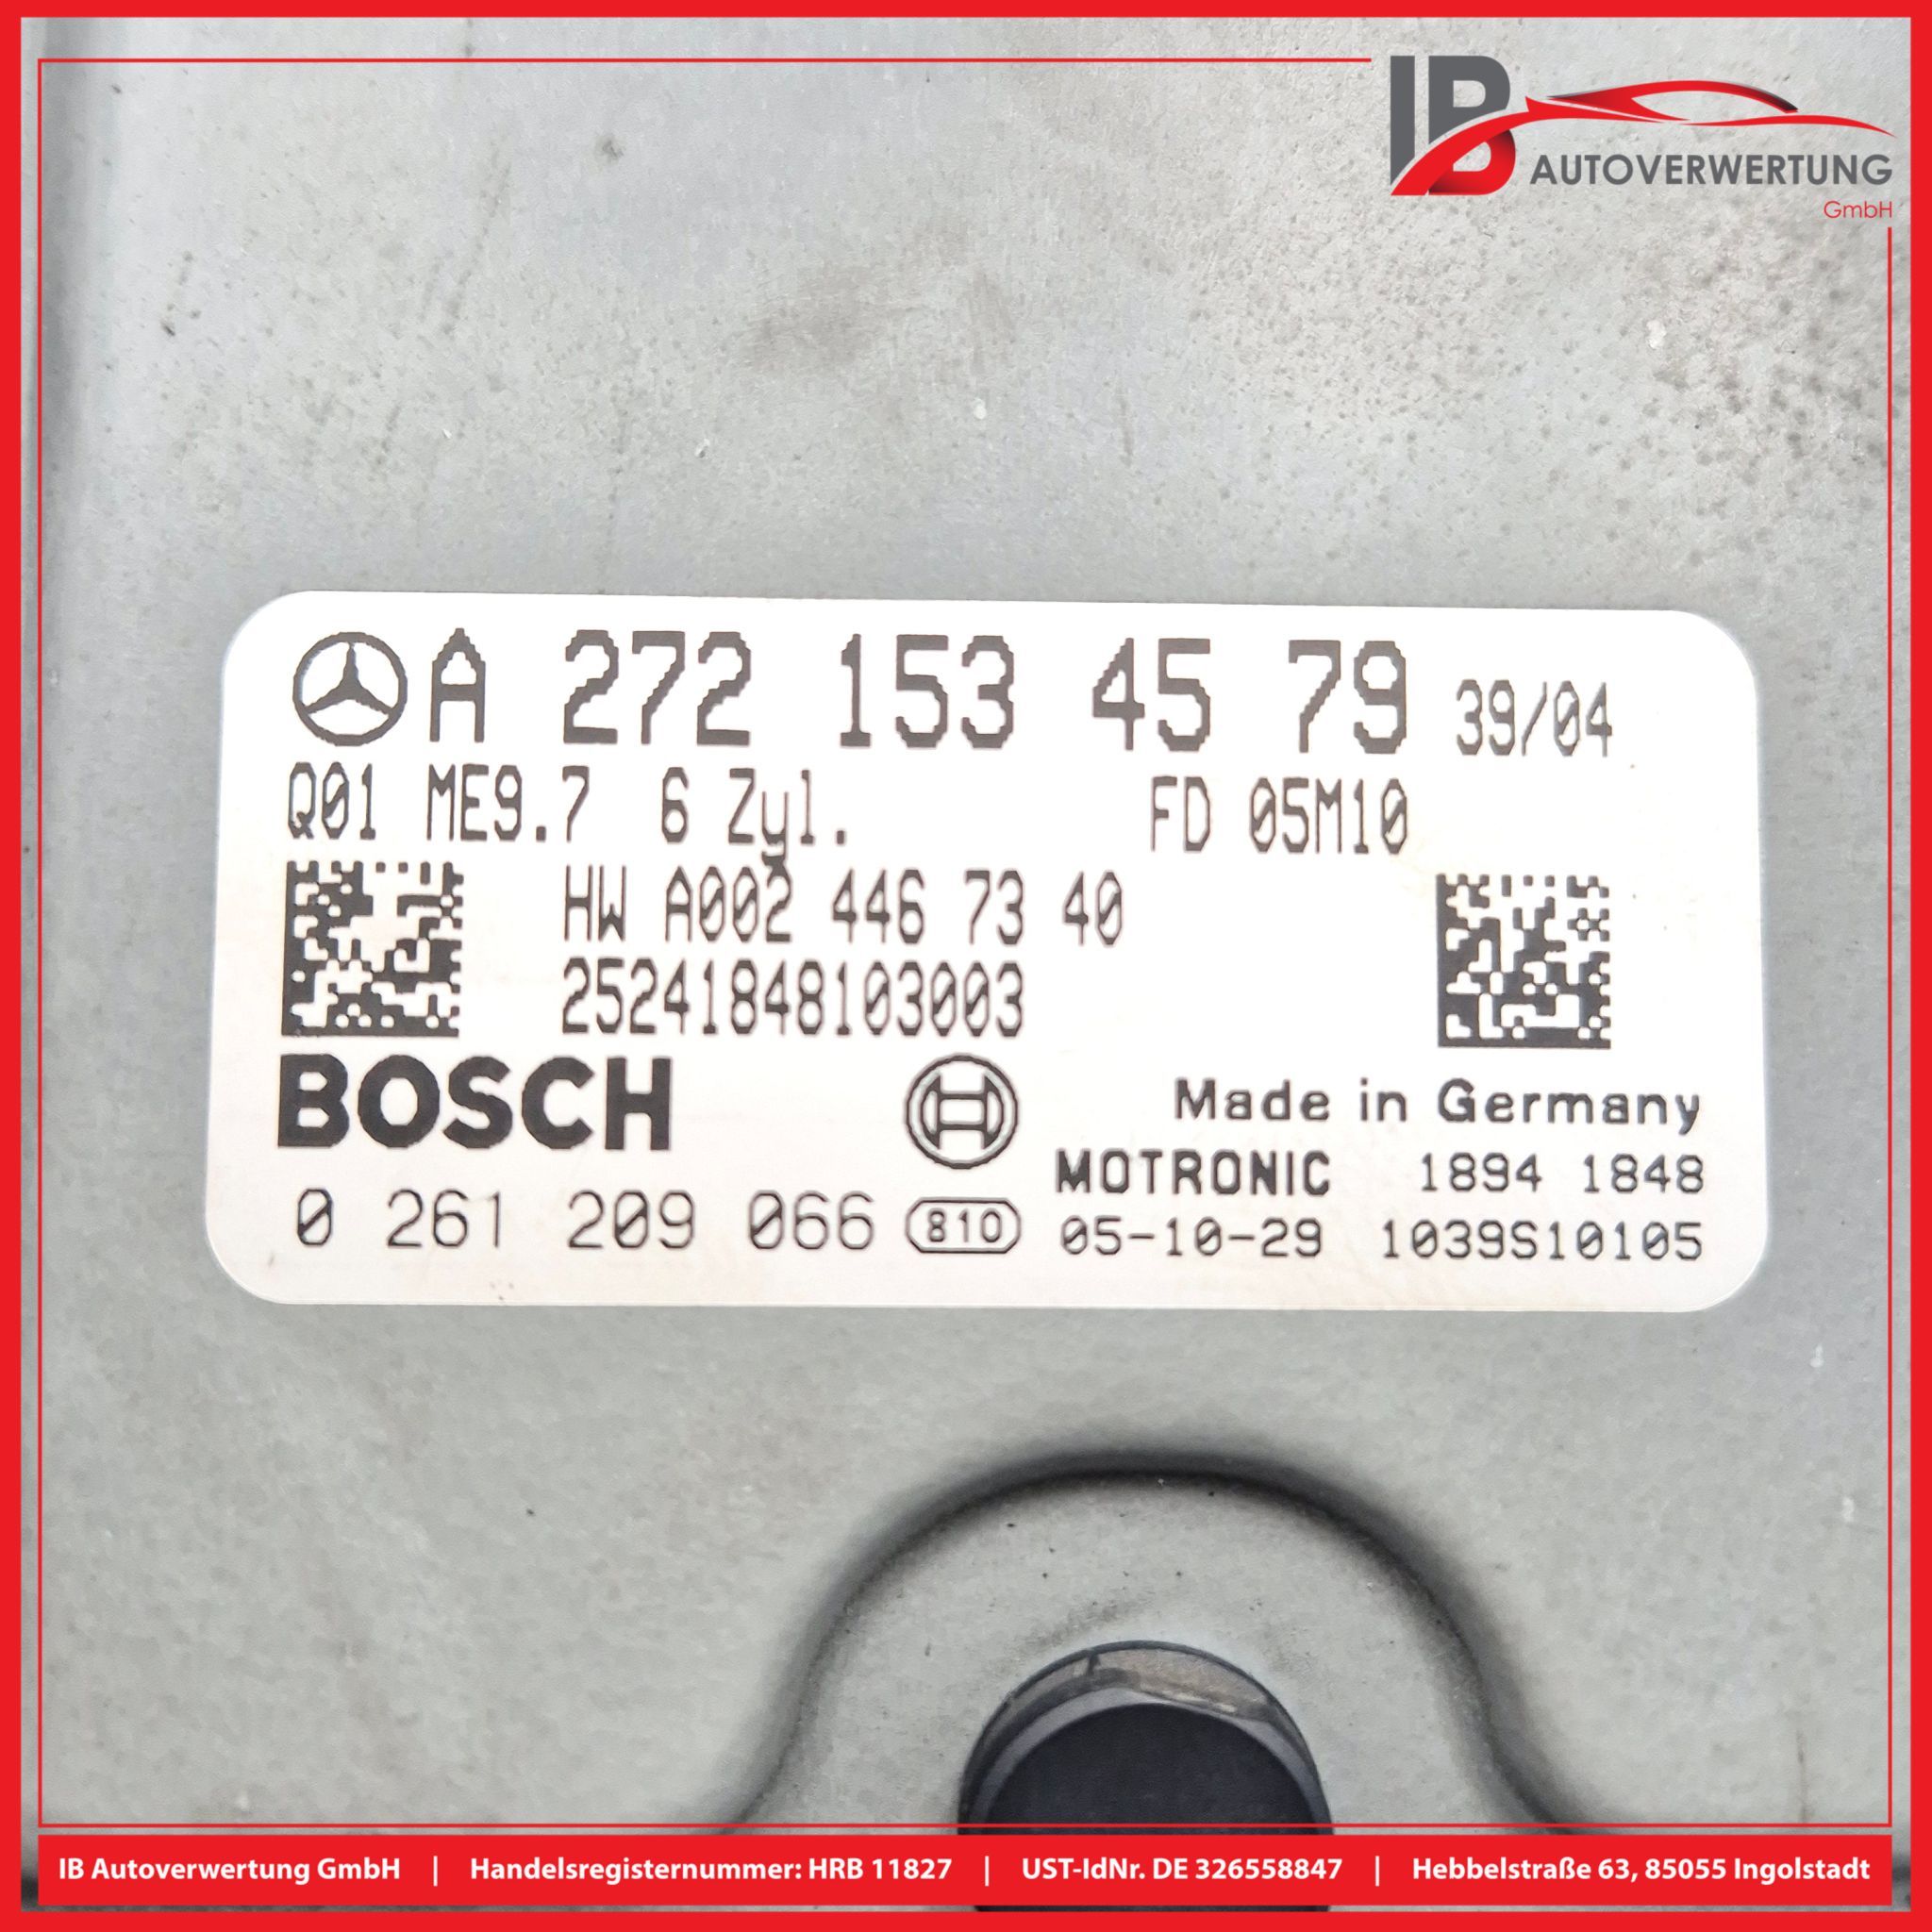 IB
AUTOVERWERTUNG
GmbH
A 272 153 45 79 39/04
Q01 ME9.7 6 Zyl. FD 05M10
HW A002 446 73 40
25241848103003
BOSCH
Made in Germany
MOTRONIC 1894 1848
0 261 209 066 810 05-10-29 1039S10105
IB Autoverwertung GmbH | Handelsregisternummer: HRB 11827 | UST-IdNr. DE 326558847 | Hebbelstraße 63, 85055 Ingolstadt